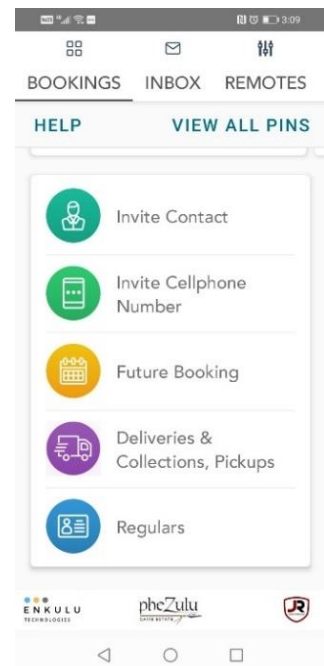 3:09
BOOKINGS INBOX REMOTES
HELP VIEW ALL PINS
Invite Contact
Invite Cellphone
Number
Future Booking
Deliveries &
Collections, Pickups
Regulars
ENKULU
TECHNOLOGIES
pheZulu
JR